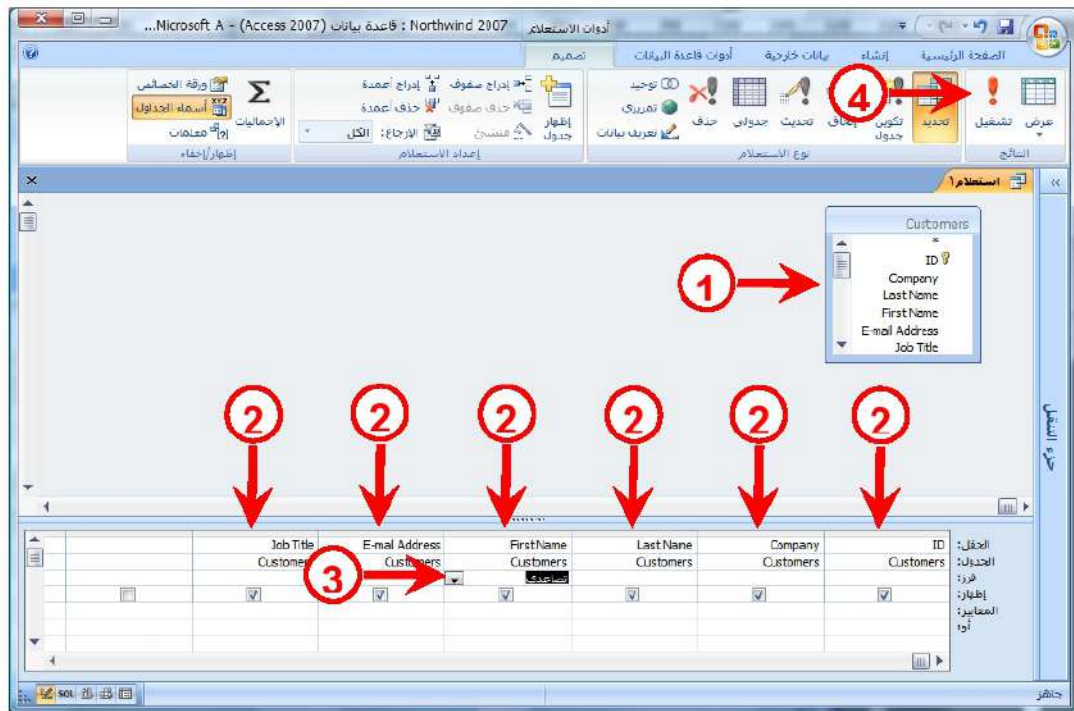 أدوات الاستعلام
Northwind 2007 : قاعدة بيانات (Access 2007) - Microsoft A...
الصفحة الرئيسية
إنشاء
بيانات خارجية
أدوات قاعدة البيانات
تصميم
عرض
تشغيل
النتائج
تحديد
تكوين جدول
إلحاق
تحديث
جدولي
حذف
توحيد
تمريري
تعريف بيانات
نوع الاستعلام
إظهار جدول
إدراج صفوف
حذف صفوف
منشئ
إدراج أعمدة
حذف أعمدة
الإرجاع: الكل
إعداد الاستعلام
الإجماليات
ورقة الخصائص
أسماء الجداول
معلمات
إظهار/إخفاء
4
استعلام١
جزء التنقل
Customers
*
ID
Company
Last Name
First Name
E-mail Address
Job Title
1
2 2 2 2 2 2
3
الحقل: ID Company Last Name First Name E-mail Address Job Title
الجدول: Customers Customers Customers Customers Customers Customers
فرز: تصاعدي
إظهار:
المعايير:
أو:
جاهز
SQL